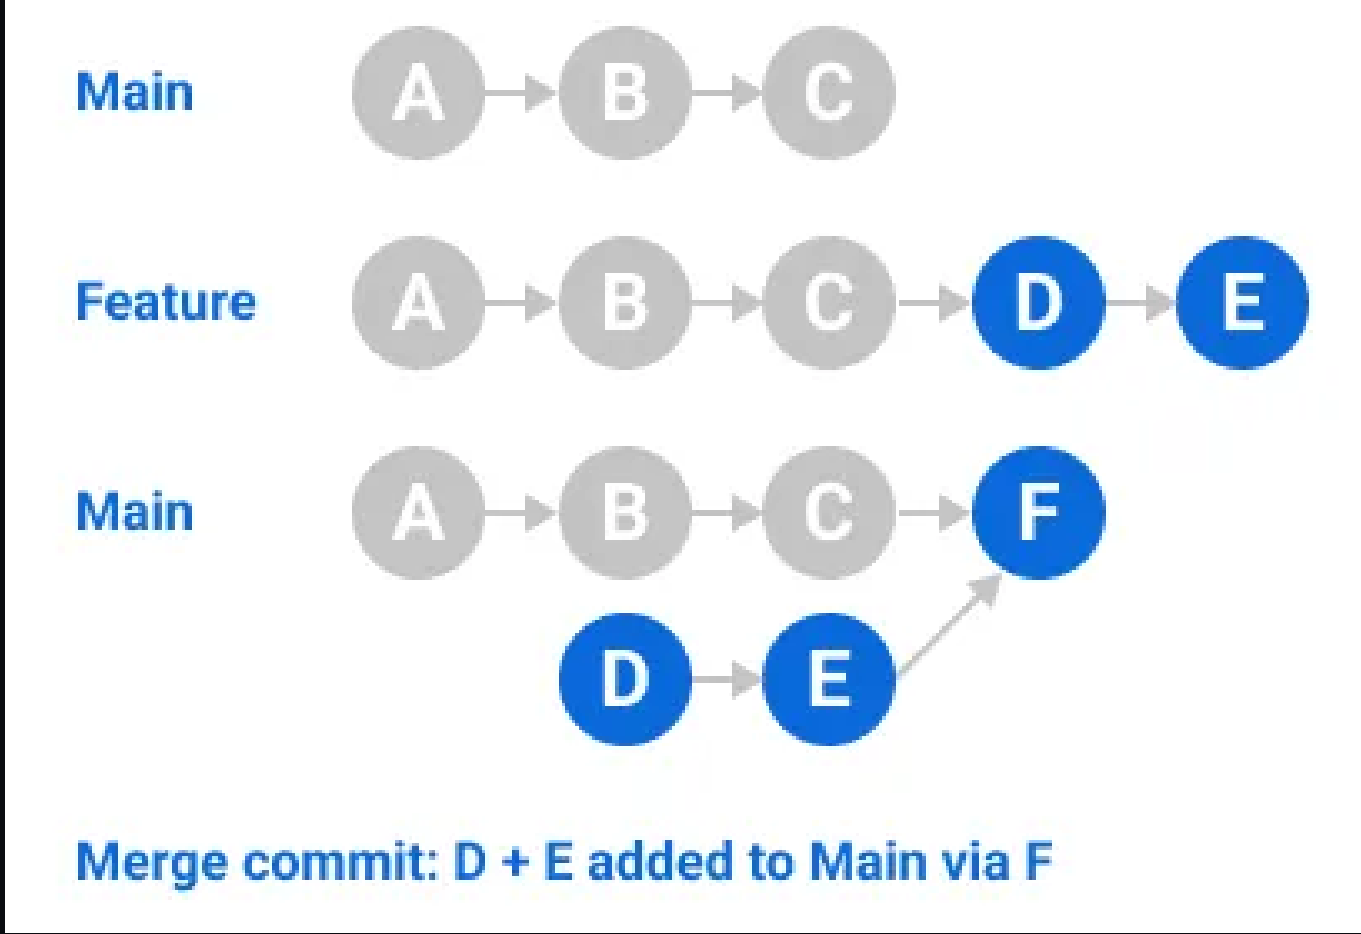 Main A B C
Feature A B C D E
Main A B C F
D E
Merge commit: D + E added to Main via F